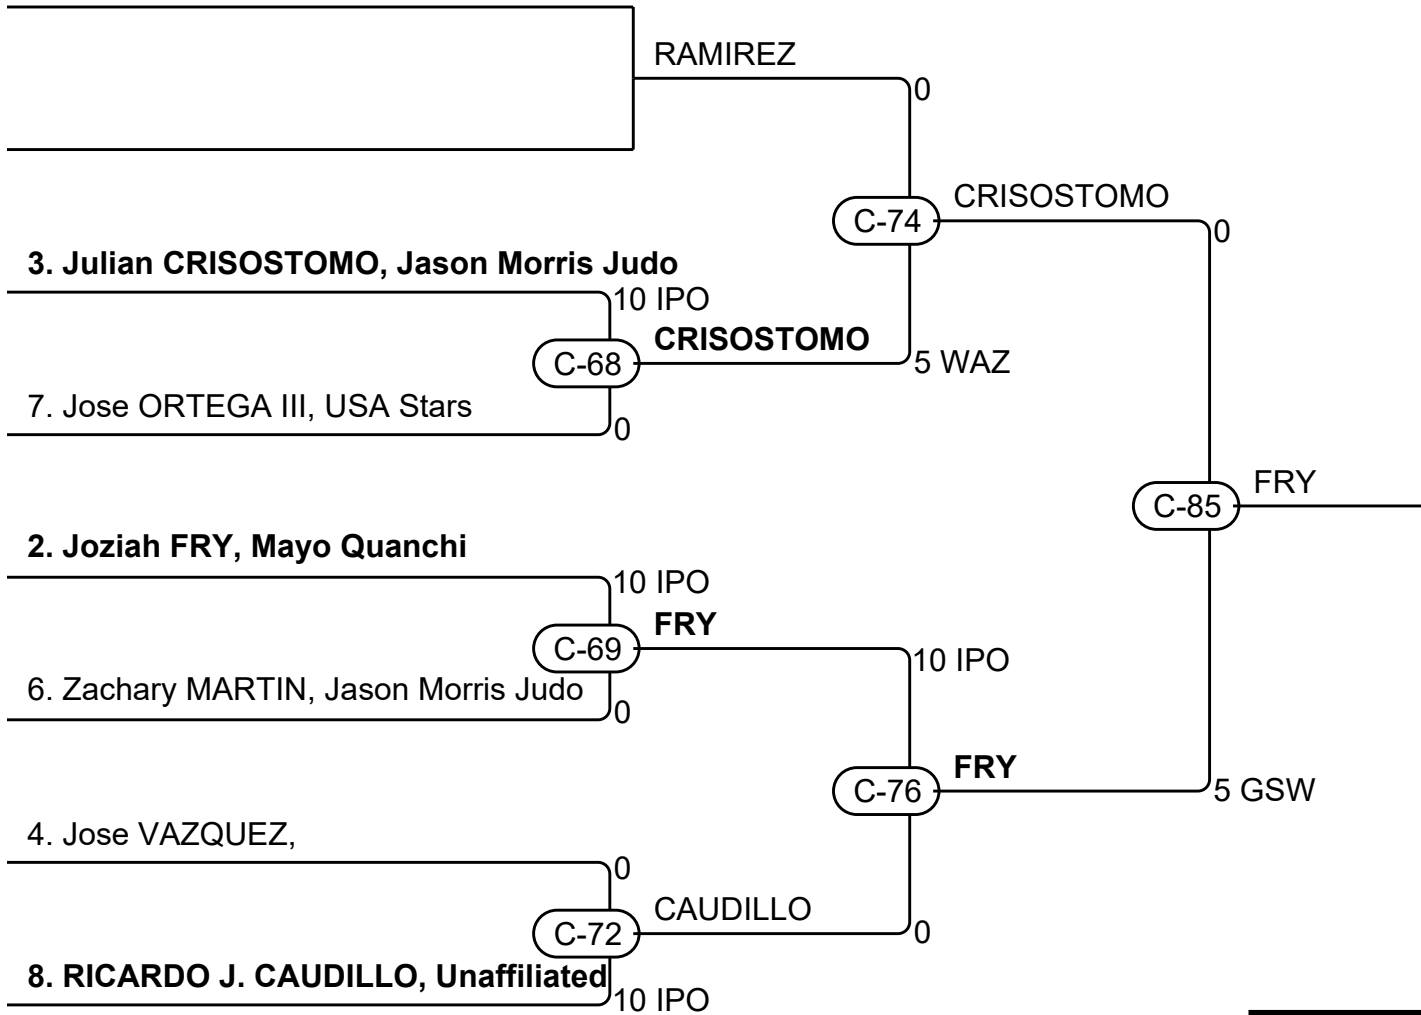 RAMIREZ
0
CRISOSTOMO
C-74
0
3. Julian CRISOSTOMO, Jason Morris Judo
10 IPO
CRISOSTOMO
C-68
5 WAZ
7. Jose ORTEGA III, USA Stars
0
FRY
C-85
2. Joziah FRY, Mayo Quanchi
10 IPO
FRY
C-69
10 IPO
6. Zachary MARTIN, Jason Morris Judo
0
FRY
C-76
5 GSW
4. Jose VAZQUEZ,
0
CAUDILLO
C-72
0
8. RICARDO J. CAUDILLO, Unaffiliated
10 IPO